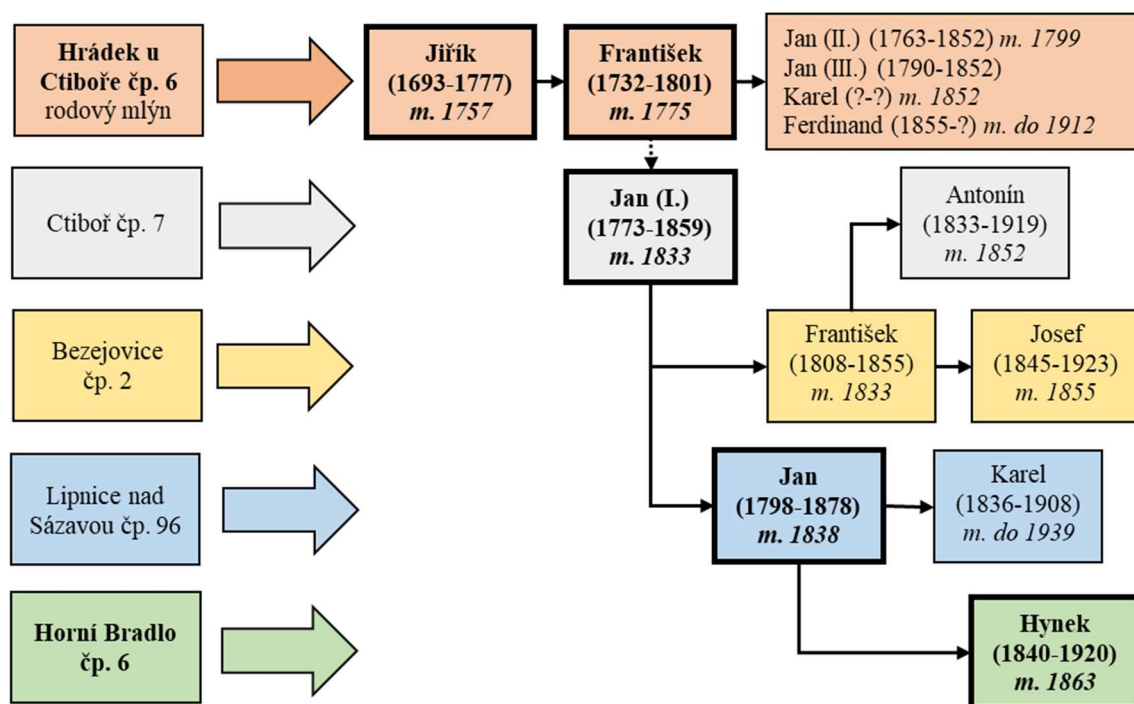 Hrádek u
Ctiboře čp. 6
rodový mlýn
Jiřík
(1693-1777)
m. 1757
František
(1732-1801)
m. 1775
Jan (II.) (1763-1852) m. 1799
Jan (III.) (1790-1852)
Karel (?-?) m. 1852
Ferdinand (1855-?) m. do 1912
Ctiboř čp. 7
Jan (I.)
(1773-1859)
m. 1833
Antonín
(1833-1919)
m. 1852
Bezejovice
čp. 2
František
(1808-1855)
m. 1833
Josef
(1845-1923)
m. 1855
Lipnice nad
Sázavou čp. 96
Jan
(1798-1878)
m. 1838
Karel
(1836-1908)
m. do 1939
Horní Bradlo
čp. 6
Hynek
(1840-1920)
m. 1863